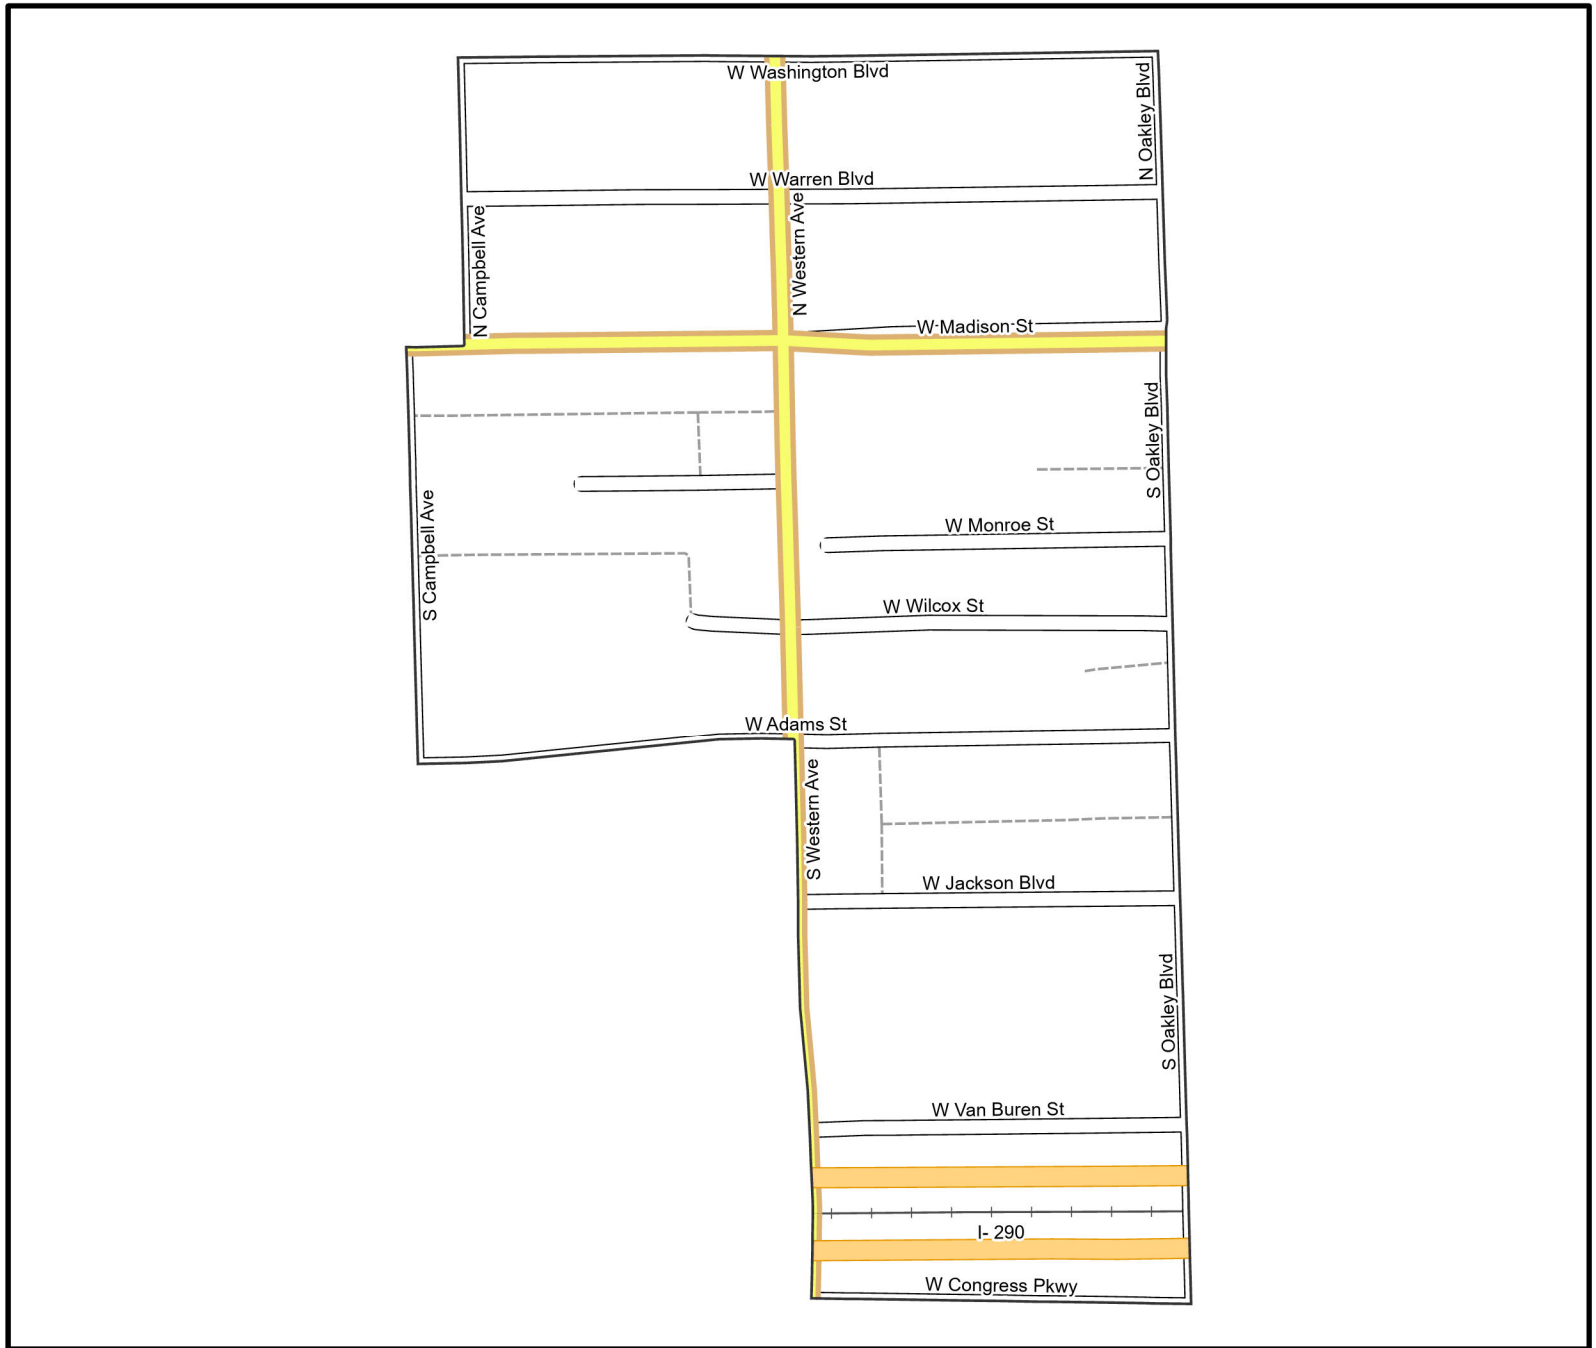 W Washington Blvd
N Oakley Blvd
W Warren Blvd
N Campbell Ave
N Western Ave
W Madison St
S Oakley Blvd
S Campbell Ave
W Monroe St
W Wilcox St
W Adams St
S Western Ave
W Jackson Blvd
S Oakley Blvd
W Van Buren St
I- 290
W Congress Pkwy